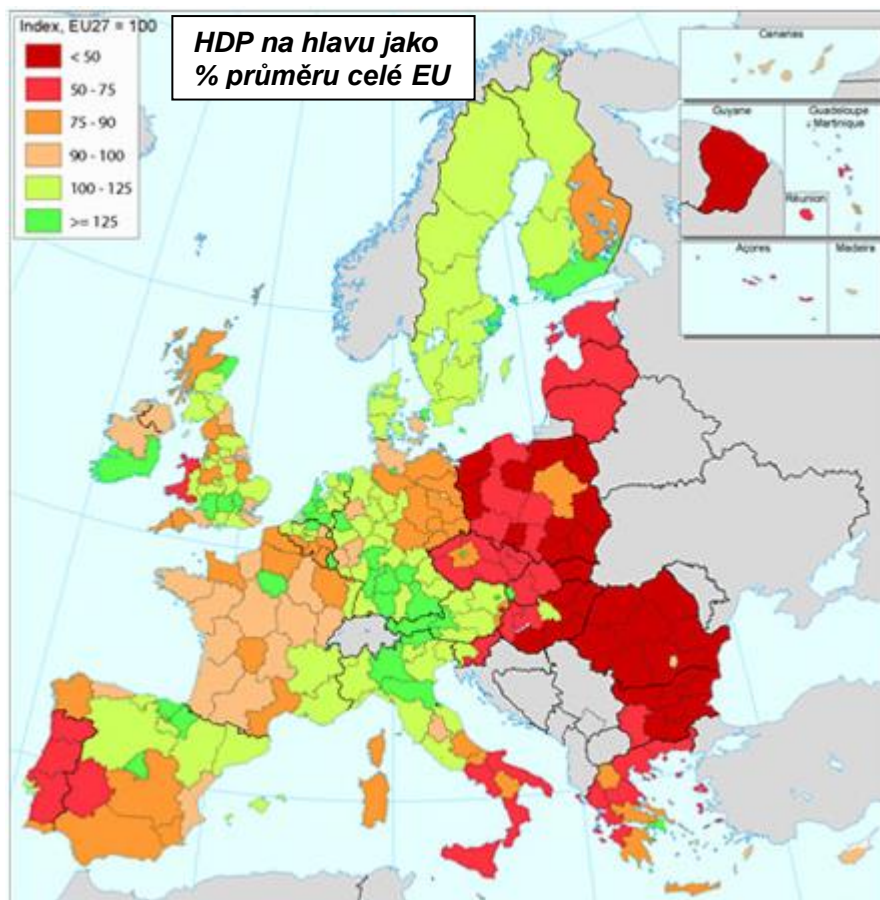 Index, EU27 = 100
< 50
50 - 75
75 - 90
90 - 100
100 - 125
>= 125
HDP na hlavu jako
% průměru celé EU
Canarias
Guyane
Guadeloupe
Martinique
Réunion
Açores
Madeira